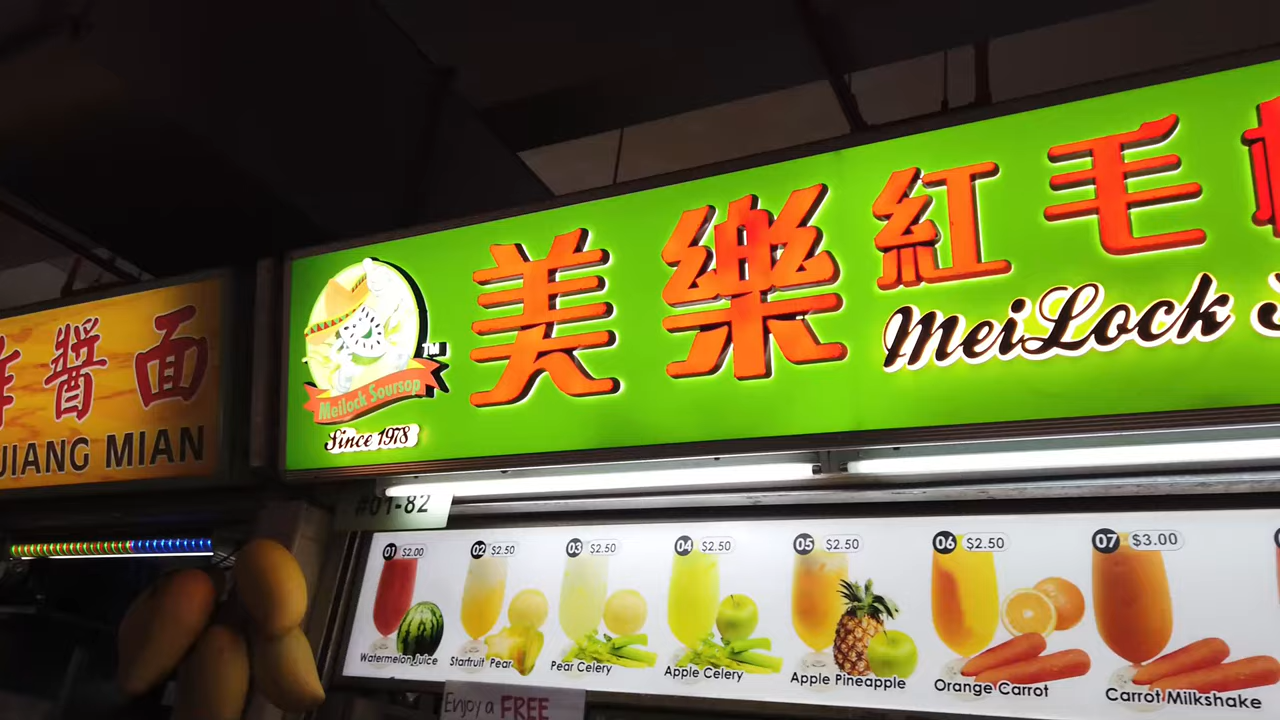 醬面
JIANG MIAN
美樂紅毛
MeiLock
TM
Meilock Soursop
Since 1978
#01-82
01 $2.00
Watermelon Juice
02 $2.50
Starfruit Pear
03 $2.50
Pear Celery
04 $2.50
Apple Celery
05 $2.50
Apple Pineapple
06 $2.50
Orange Carrot
07 $3.00
Carrot Milkshake
Enjoy a FREE